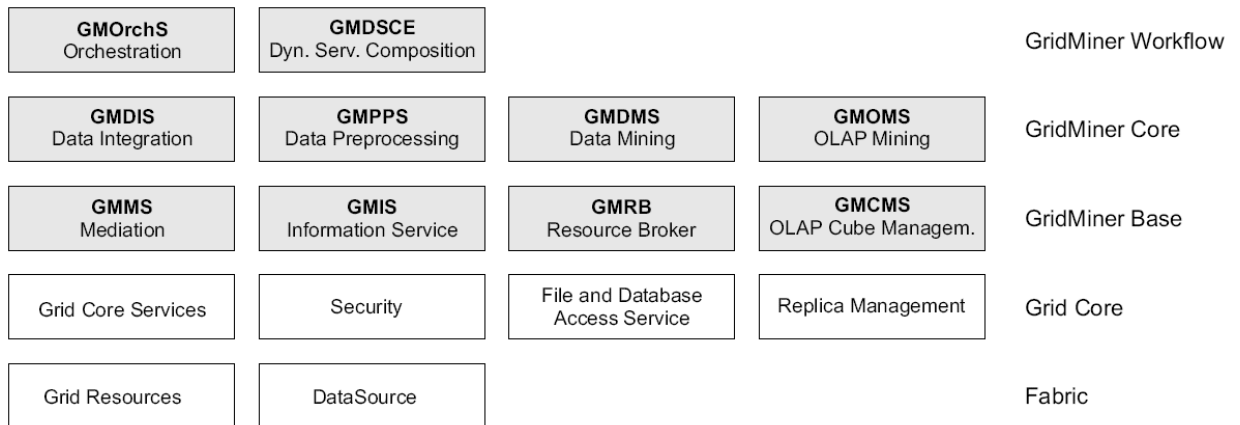 GMOrchS
Orchestration
GMDSCE
Dyn. Serv. Composition
GridMiner Workflow
GMDIS
Data Integration
GMPPS
Data Preprocessing
GMDMS
Data Mining
GMOMS
OLAP Mining
GridMiner Core
GMMS
Mediation
GMIS
Information Service
GMRB
Resource Broker
GMCMS
OLAP Cube Managem.
GridMiner Base
Grid Core Services
Security
File and Database
Access Service
Replica Management
Grid Core
Grid Resources
DataSource
Fabric